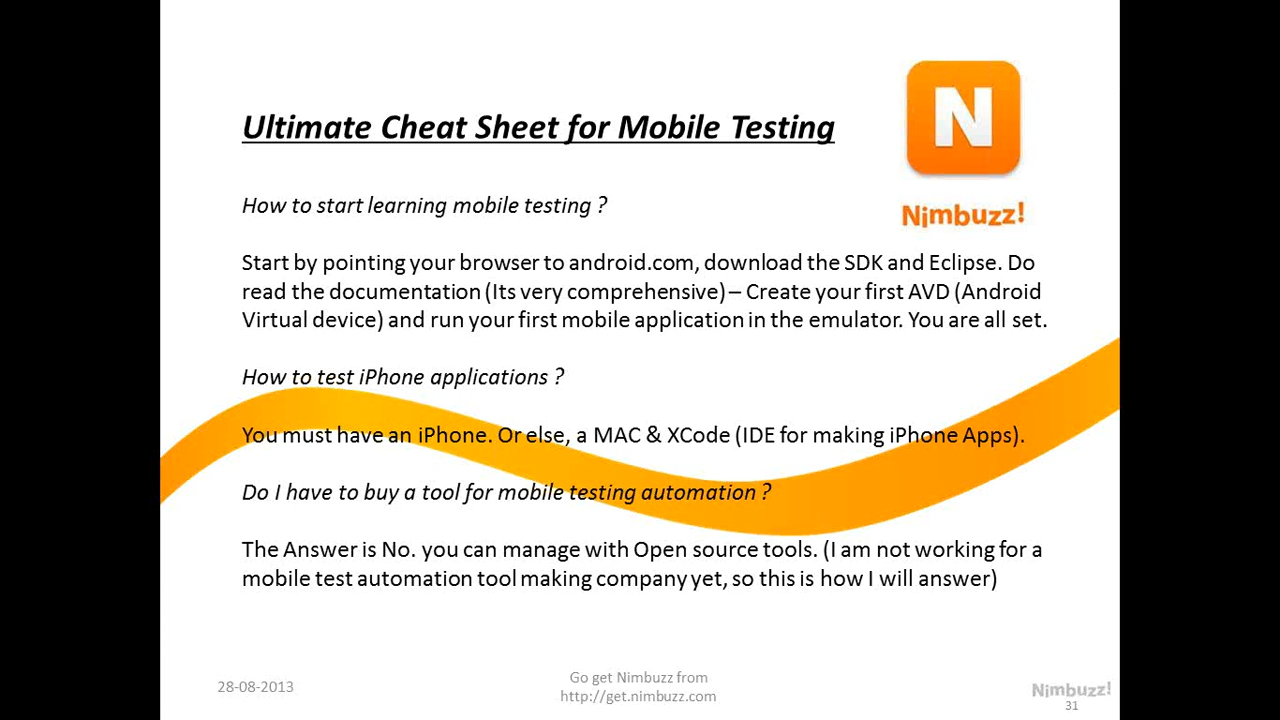 Ultimate Cheat Sheet for Mobile Testing
N
Nimbuzz!
How to start learning mobile testing ?
Start by pointing your browser to android.com, download the SDK and Eclipse. Do
read the documentation (Its very comprehensive) – Create your first AVD (Android
Virtual device) and run your first mobile application in the emulator. You are all set.
How to test iPhone applications ?
You must have an iPhone. Or else, a MAC & XCode (IDE for making iPhone Apps).
Do I have to buy a tool for mobile testing automation ?
The Answer is No. you can manage with Open source tools. (I am not working for a
mobile test automation tool making company yet, so this is how I will answer)
28-08-2013
Go get Nimbuzz from
http://get.nimbuzz.com
Nimbuzz!
31